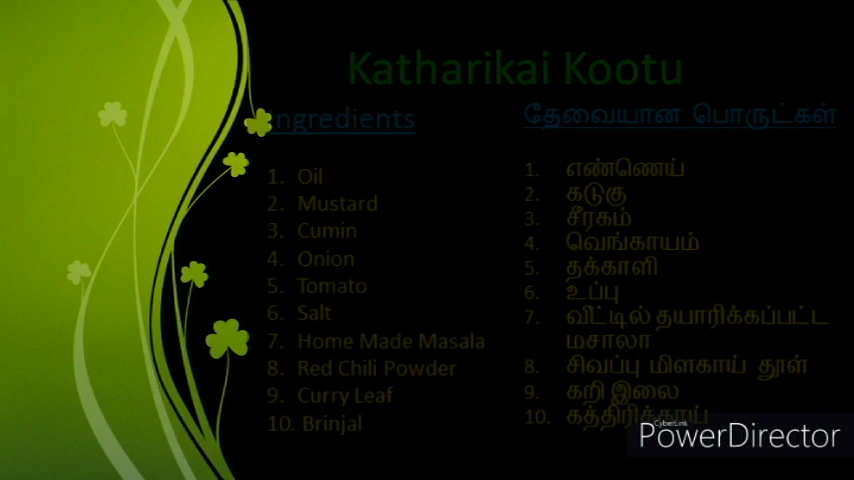 Katharikai Kootu
Ingredients
1. Oil
2. Mustard
3. Cumin
4. Onion
5. Tomato
6. Salt
7. Home Made Masala
8. Red Chili Powder
9. Curry Leaf
10. Brinjal
தேவையான பொருட்கள்
1. எண்ணெய்
2. கடுகு
3. சீரகம்
4. வெங்காயம்
5. தக்காளி
6. உப்பு
7. வீட்டில் தயாரிக்கப்பட்ட
மசாலா
8. சிவப்பு மிளகாய் தூள்
9. கறி இலை
10. கத்திரிக்காய்
CyberLink
PowerDirector